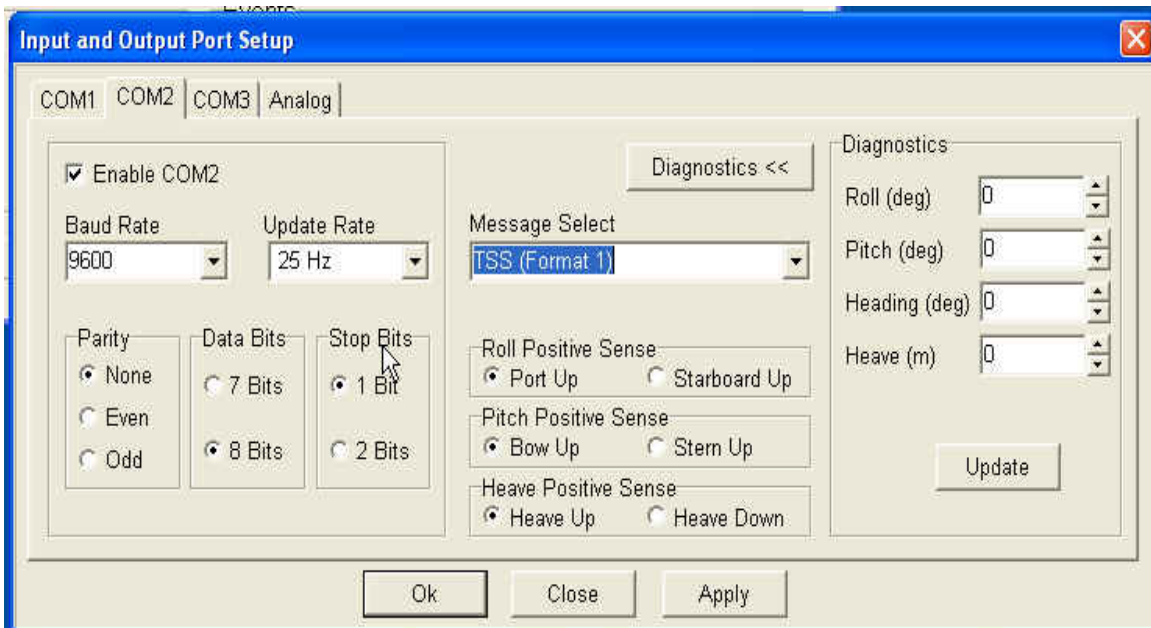 Events
Input and Output Port Setup
COM1 COM2 COM3 Analog
Enable COM2
Baud Rate Update Rate
9600 25 Hz
Parity
None
Even
Odd
Data Bits
7 Bits
8 Bits
Stop Bits
1 Bit
2 Bits
Diagnostics <<
Message Select
TSS (Format 1)
Roll Positive Sense
Port Up Starboard Up
Pitch Positive Sense
Bow Up Stern Up
Heave Positive Sense
Heave Up Heave Down
Diagnostics
Roll (deg) 0
Pitch (deg) 0
Heading (deg) 0
Heave (m) 0
Update
Ok Close Apply